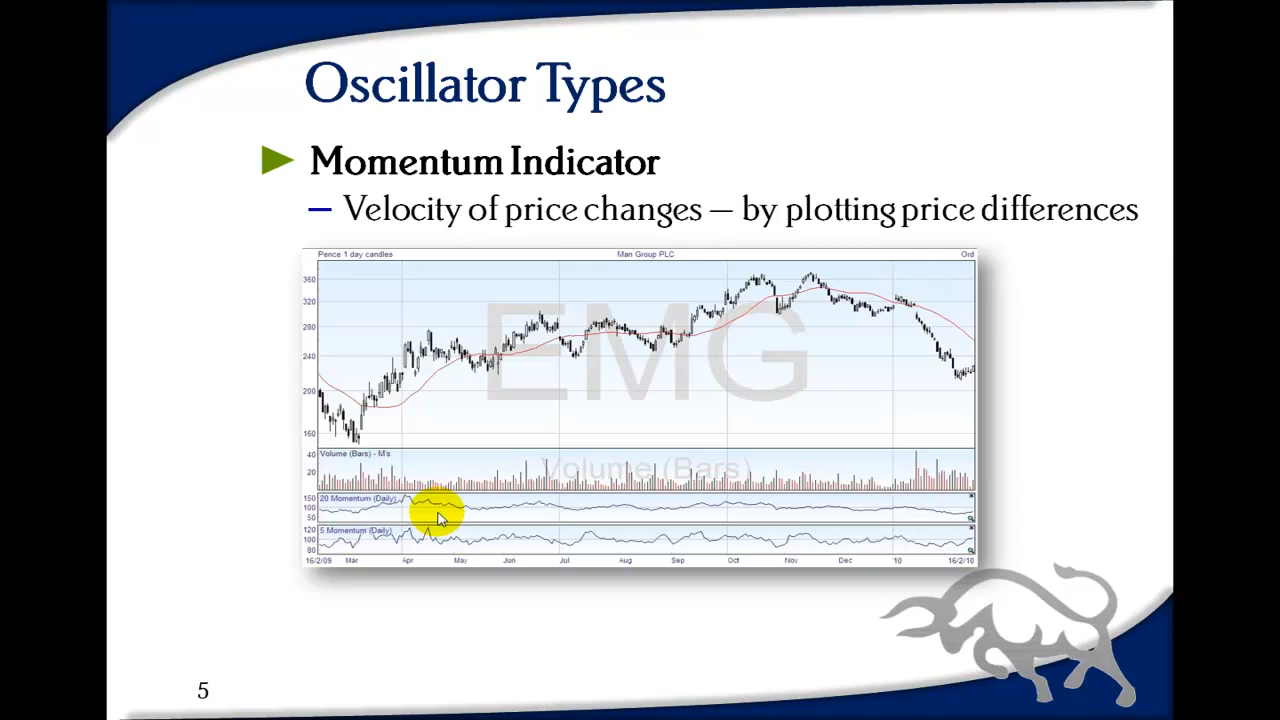 Oscillator Types
Momentum Indicator
– Velocity of price changes – by plotting price differences
Pence 1 day candles Man Group PLC Ord
EMG
360
320
280
240
200
160
Volume (Bars) - M's
Volume (Bars)
40
20
20 Momentum (Daily)
150
100
50
5 Momentum (Daily)
120
100
80
16/2/09 Mar Apr May Jun Jul Aug Sep Oct Nov Dec '10 16/2/10
5